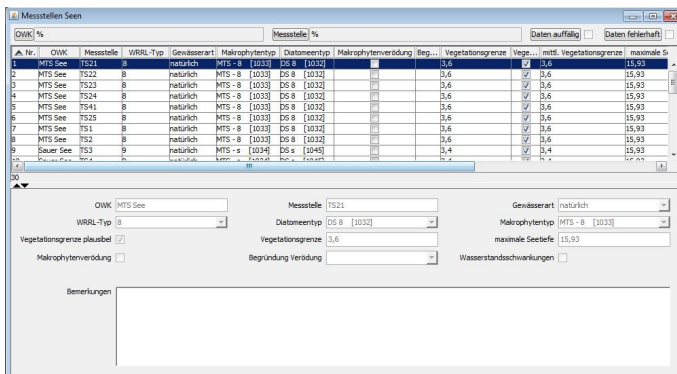 Messstellen Seen
OWK % Messstelle % Daten auffällig Daten fehlerhaft
Nr. OWK Messstelle WRRL-Typ Gewässerart Makrophytentyp Diatomeentyp Makrophytenverödung Beg... Vegetationsgrenze Vege... mittl. Vegetationsgrenze maximale Se
1 MTS See TS21 8 natürlich MTS - 8 [1033] DS 8 [1032] 3,6 3,6 15,93
2 MTS See TS22 8 natürlich MTS - 8 [1033] DS 8 [1032] 3,6 3,6 15,93
3 MTS See TS23 8 natürlich MTS - 8 [1033] DS 8 [1032] 3,6 3,6 15,93
4 MTS See TS24 8 natürlich MTS - 8 [1033] DS 8 [1032] 3,6 3,6 15,93
5 MTS See TS41 8 natürlich MTS - 8 [1033] DS 8 [1032] 3,6 3,6 15,93
6 MTS See TS25 8 natürlich MTS - 8 [1033] DS 8 [1032] 3,6 3,6 15,93
7 MTS See TS1 8 natürlich MTS - 8 [1033] DS 8 [1032] 3,6 3,6 15,93
8 MTS See TS2 8 natürlich MTS - 8 [1033] DS 8 [1032] 3,6 3,6 15,93
9 Sauer See TS3 9 natürlich MTS - s [1034] DS s [1045] 3,4 3,4 15,93
30
OWK MTS See Messstelle TS21 Gewässerart natürlich
WRRL-Typ 8 Diatomeentyp DS 8 [1032] Makrophytentyp MTS - 8 [1033]
Vegetationsgrenze plausibel Vegetationsgrenze 3,6 maximale Seetiefe 15,93
Makrophytenverödung Begründung Verödung Wasserstandsschwankungen
Bemerkungen